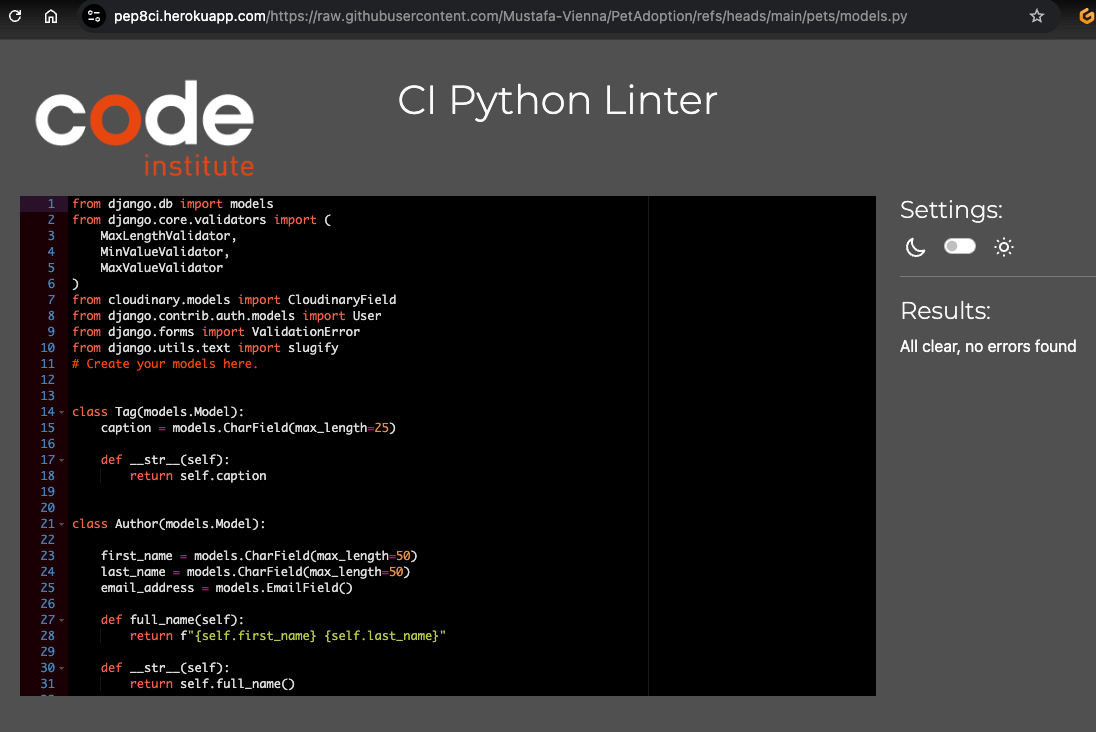 pep8ci.herokuapp.com/https://raw.githubusercontent.com/Mustafa-Vienna/PetAdoption/refs/heads/main/pets/models.py
code
institute
CI Python Linter
1 from django.db import models
2 from django.core.validators import (
3     MaxLengthValidator,
4     MinValueValidator,
5     MaxValueValidator
6 )
7 from cloudinary.models import CloudinaryField
8 from django.contrib.auth.models import User
9 from django.forms import ValidationError
10 from django.utils.text import slugify
11 # Create your models here.
12
13
14 class Tag(models.Model):
15     caption = models.CharField(max_length=25)
16
17     def __str__(self):
18         return self.caption
19
20
21 class Author(models.Model):
22
23     first_name = models.CharField(max_length=50)
24     last_name = models.CharField(max_length=50)
25     email_address = models.EmailField()
26
27     def full_name(self):
28         return f"{self.first_name} {self.last_name}"
29
30     def __str__(self):
31         return self.full_name()
Settings:
Results:
All clear, no errors found